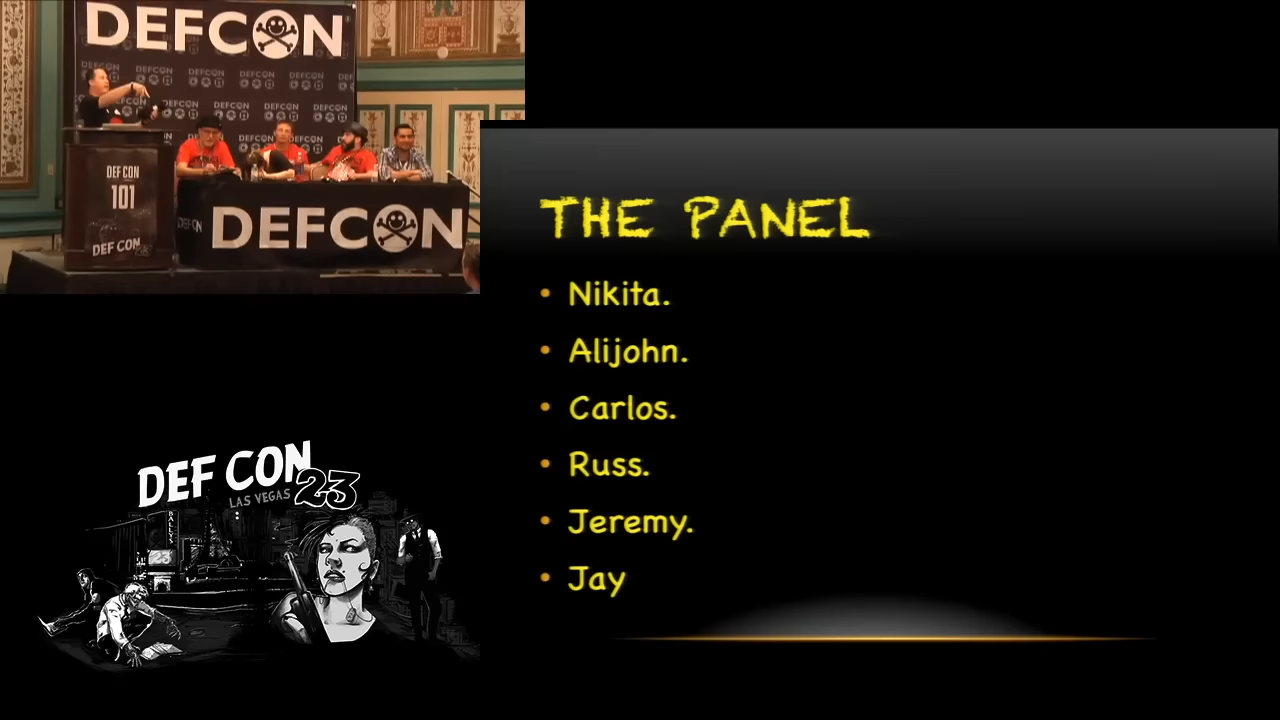 DEFCON
DEF CON
101
DEF CON
DEFCON
THE PANEL
• Nikita.
• Alijohn.
• Carlos.
• Russ.
• Jeremy.
• Jay
DEF CON
LAS VEGAS 23
BALLYS